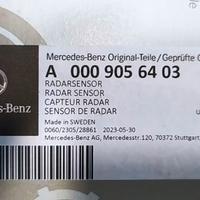 Mercedes-Benz Original-Teile/Geprüfte
A 000 905 64 03
RADARSENSOR
RADAR SENSOR
CAPTEUR RADAR
SENSOR DE RADAR
Made in SWEDEN
0060/2305/28861 2023-05-30
Mercedes-Benz AG, Mercedesstr.120, 70372 Stuttgart
des-Benz